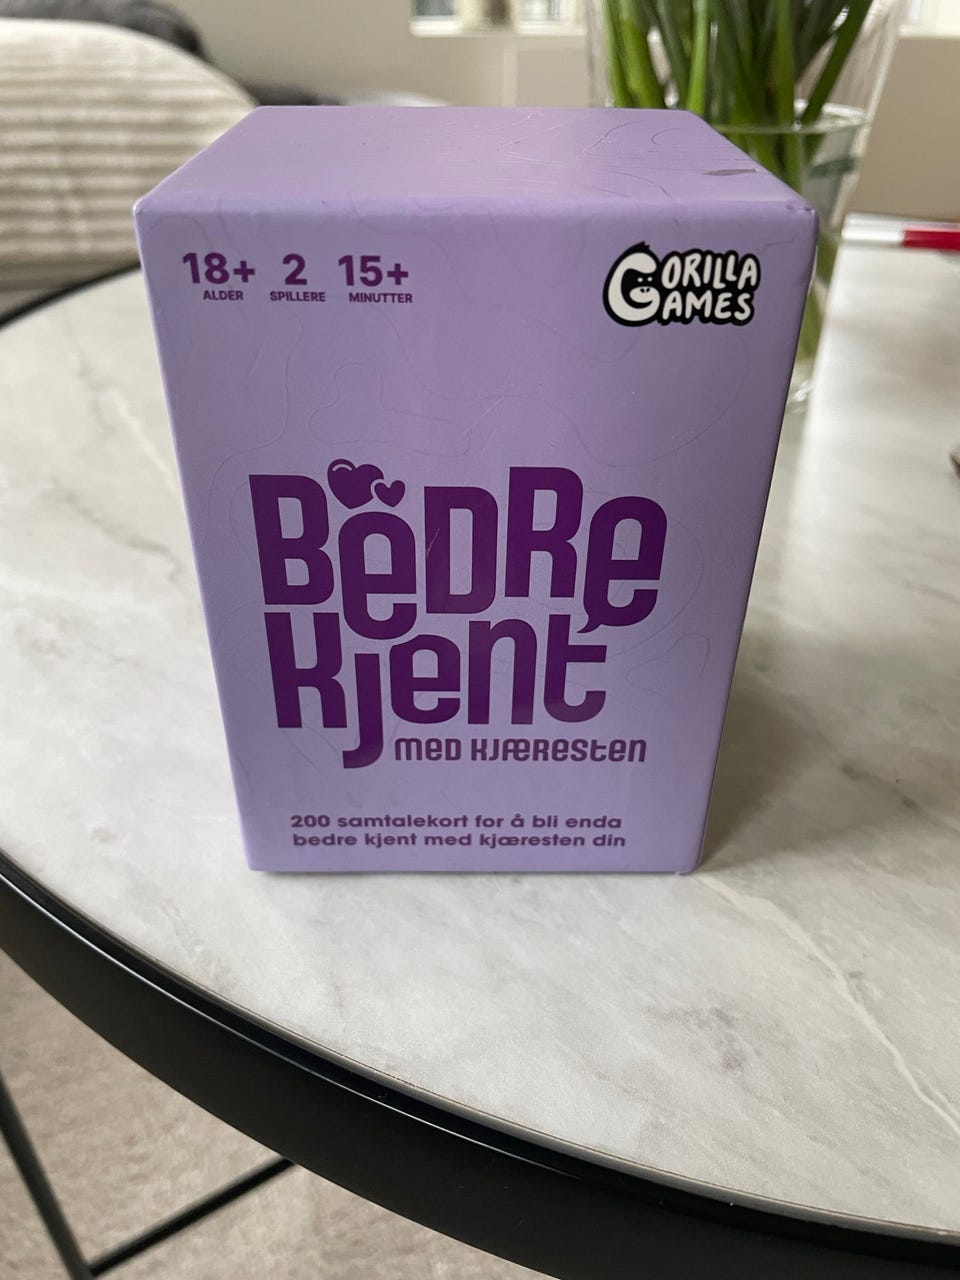 18+ 2 15+
ALDER SPILLERE MINUTTER
GORILLA
GAMES
BEDRE
KJENT
MED KJÆRESTEN
200 samtalekort for å bli enda
bedre kjent med kjæresten din